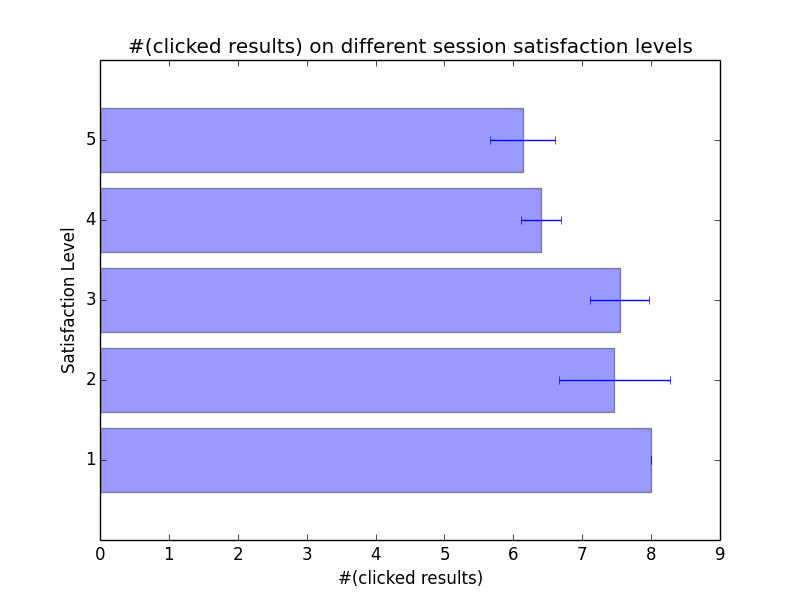 #(clicked results) on different session satisfaction levels
5
4
3
2
1
Satisfaction Level
0 1 2 3 4 5 6 7 8 9
#(clicked results)